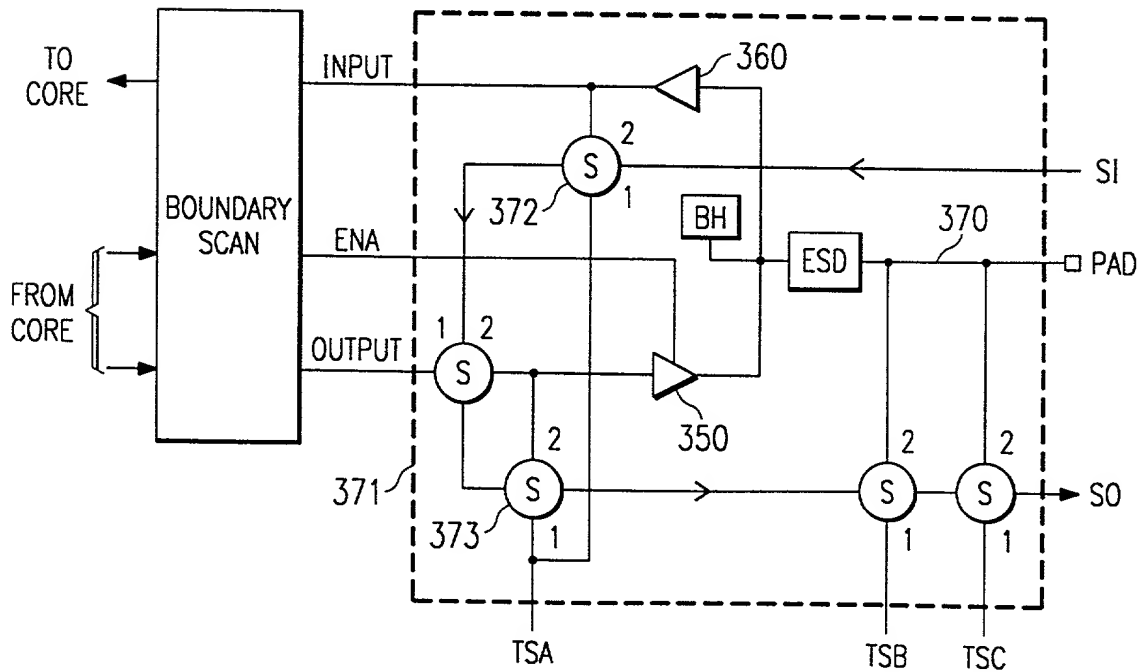 TO
CORE
FROM
CORE
BOUNDARY
SCAN
INPUT
ENA
OUTPUT
360
S
2
1
372
SI
BH
ESD
370
PAD
1
2
S
350
371
2
S
1
373
2
S
1
2
S
1
SO
TSA
TSB
TSC